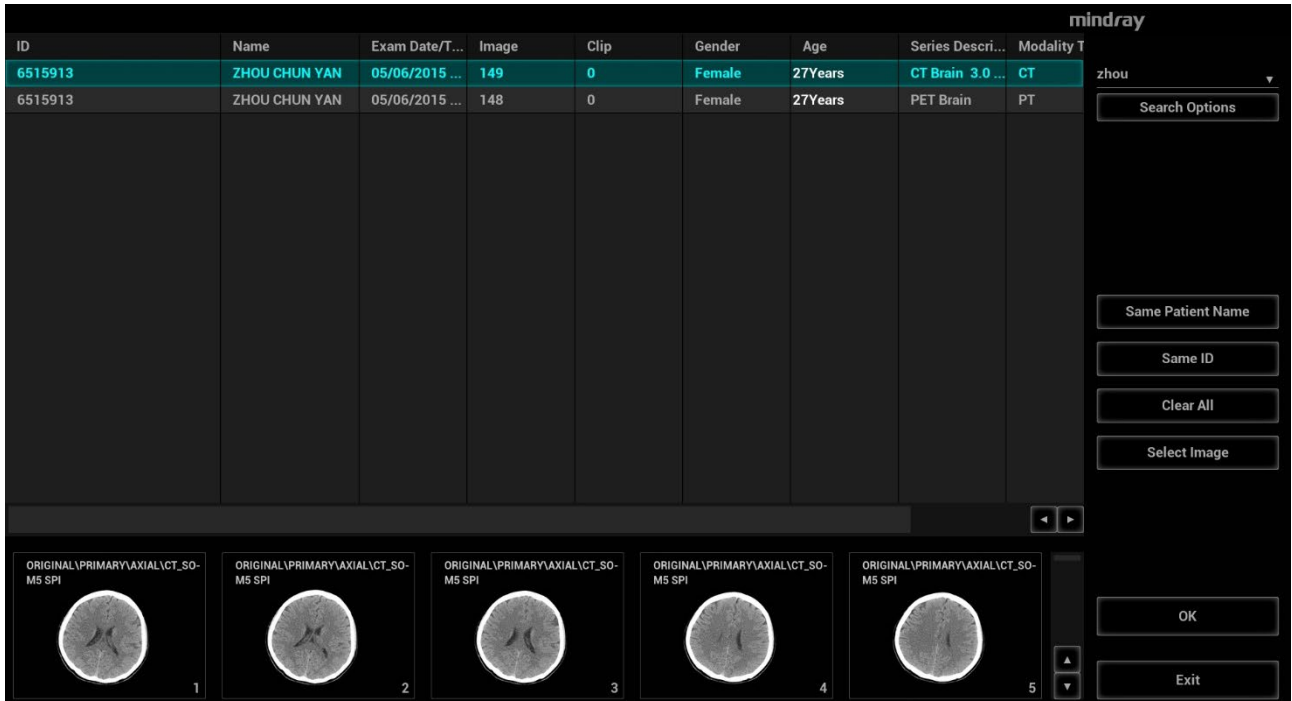 mindray
ID Name Exam Date/T... Image Clip Gender Age Series Descri... Modality T
6515913 ZHOU CHUN YAN 05/06/2015 ... 149 0 Female 27Years CT Brain 3.0 ... CT
6515913 ZHOU CHUN YAN 05/06/2015 ... 148 0 Female 27Years PET Brain PT
zhou
Search Options
Same Patient Name
Same ID
Clear All
Select Image
ORIGINAL\PRIMARY\AXIAL\CT_SO-
M5 SPI
1
ORIGINAL\PRIMARY\AXIAL\CT_SO-
M5 SPI
2
ORIGINAL\PRIMARY\AXIAL\CT_SO-
M5 SPI
3
ORIGINAL\PRIMARY\AXIAL\CT_SO-
M5 SPI
4
ORIGINAL\PRIMARY\AXIAL\CT_SO-
M5 SPI
5
OK
Exit